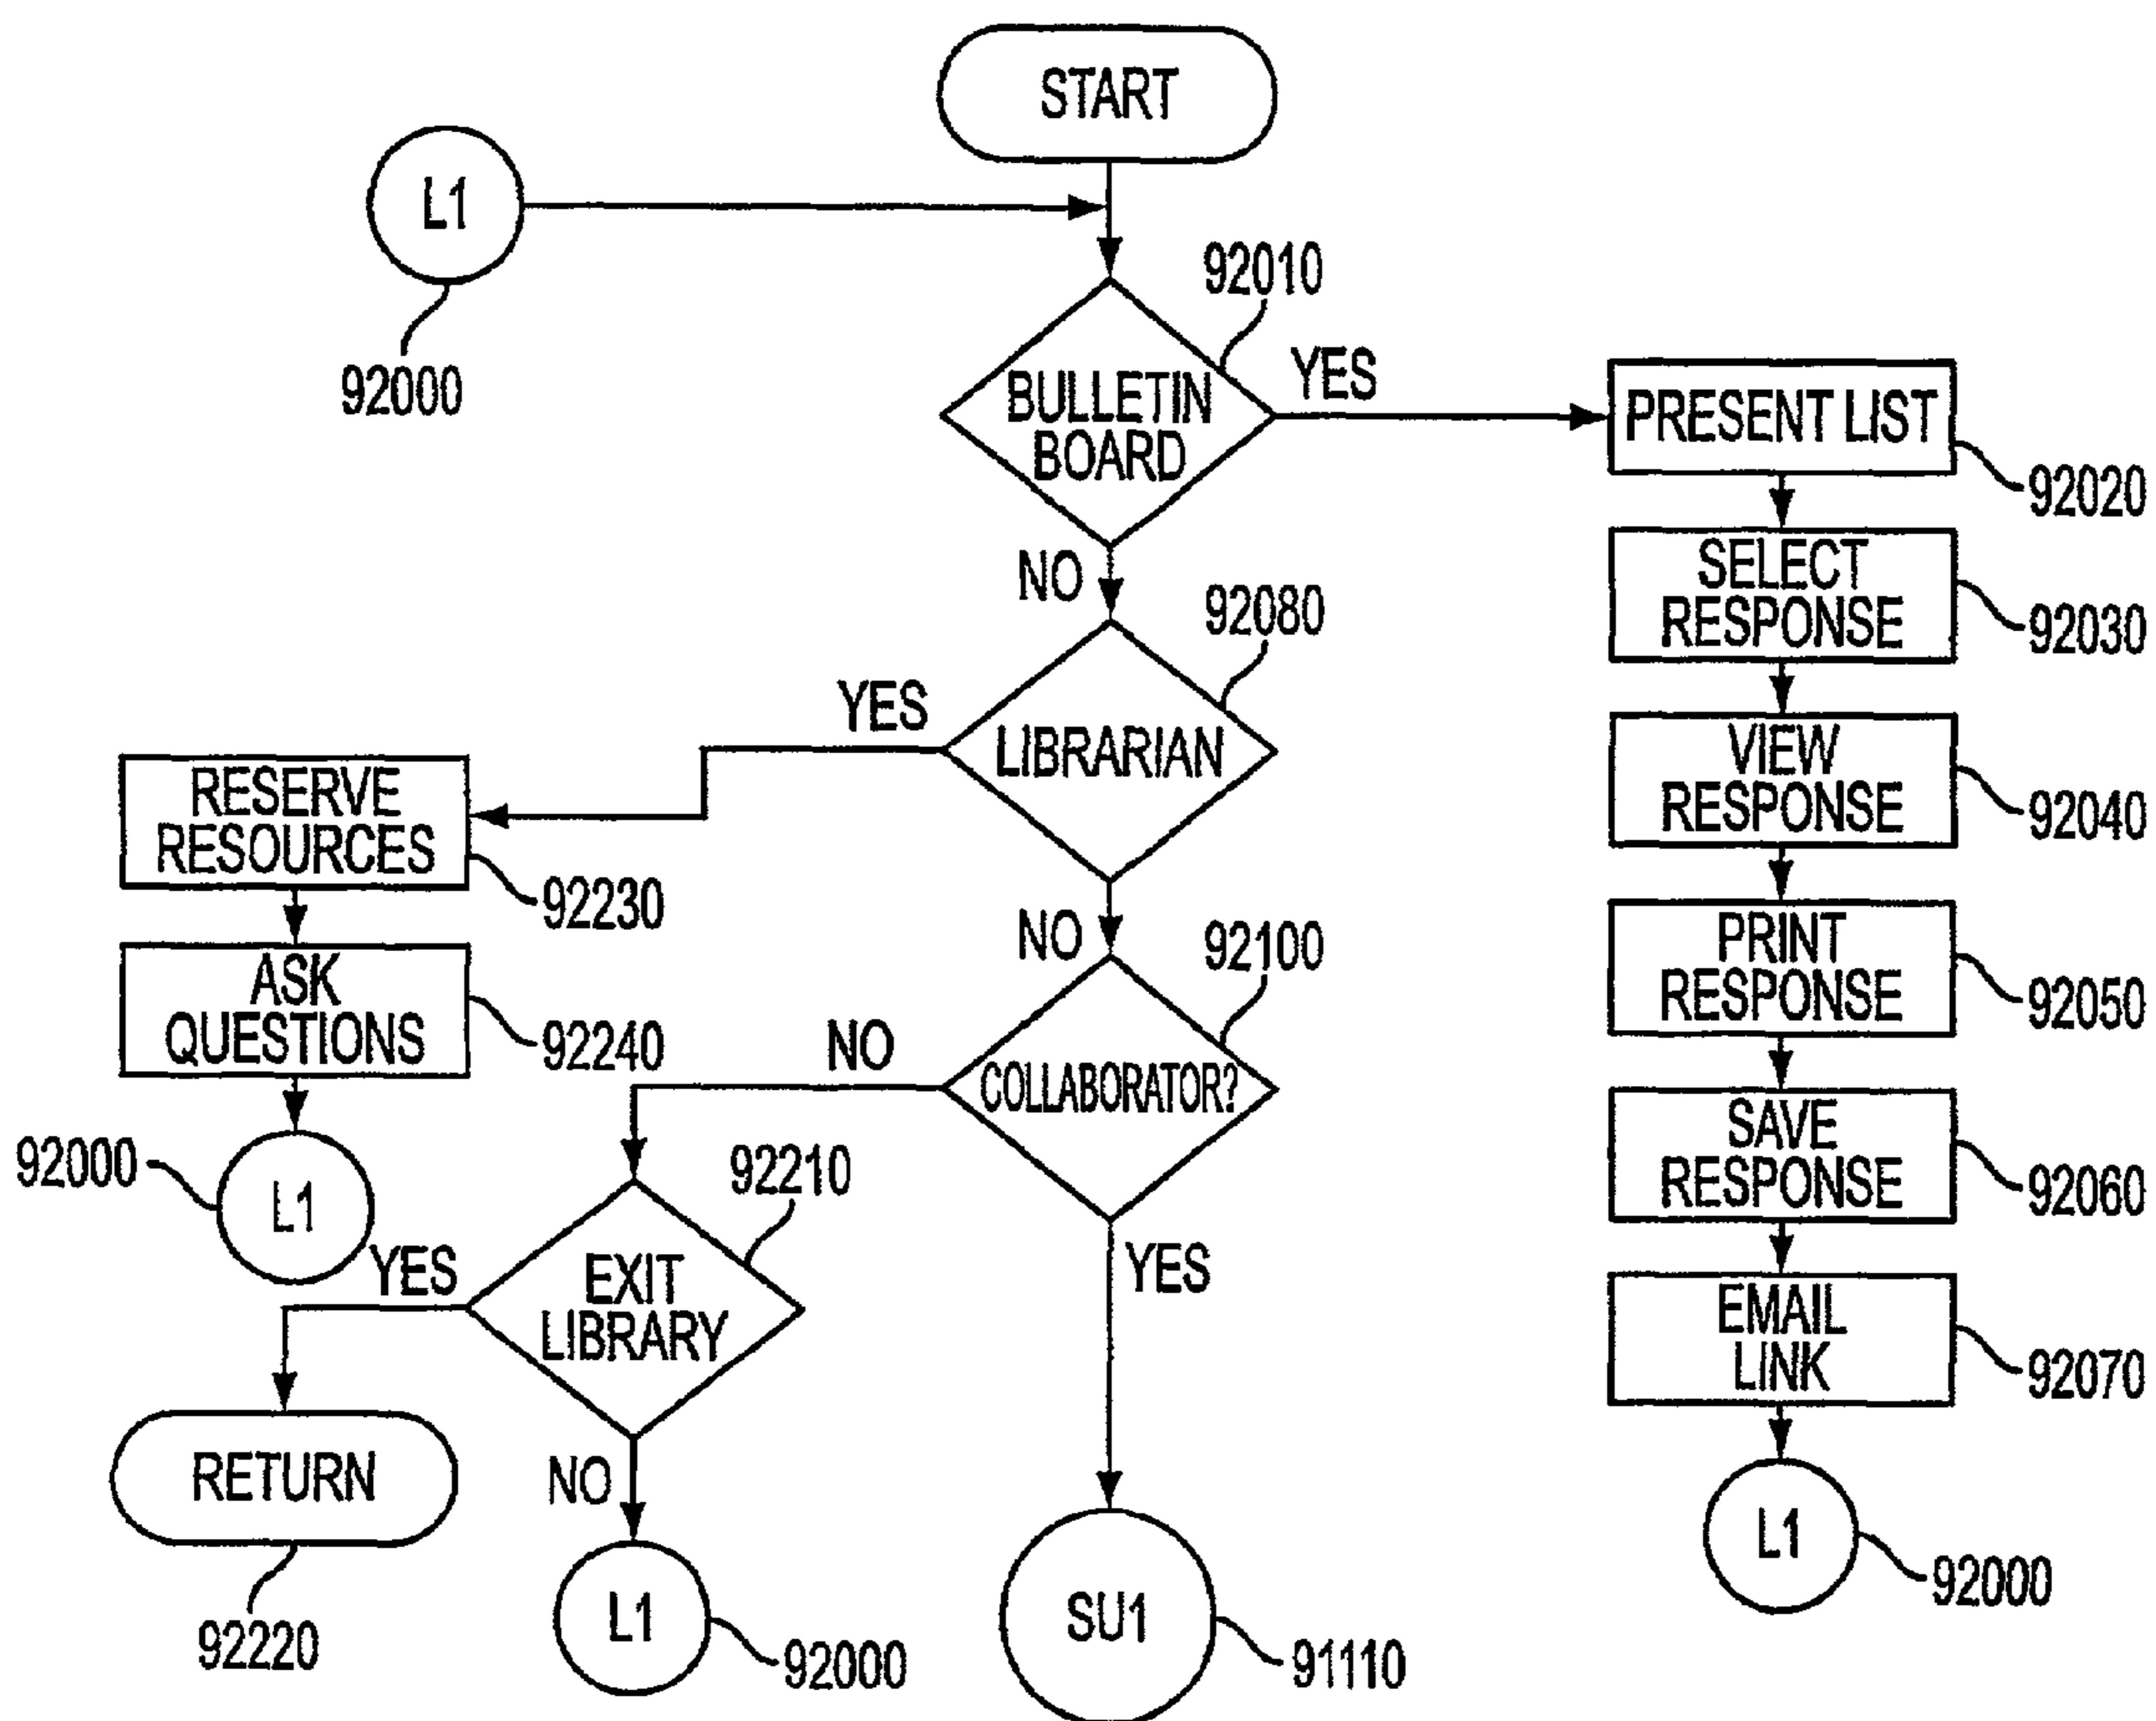 START
L1
92000
92010
BULLETIN
BOARD
YES
PRESENT LIST
92020
NO
SELECT
RESPONSE
92030
92080
LIBRARIAN
YES
VIEW
RESPONSE
92040
RESERVE
RESOURCES
92230
NO
PRINT
RESPONSE
92050
ASK
QUESTIONS
92240
92100
COLLABORATOR?
NO
SAVE
RESPONSE
92060
92000
L1
92210
EXIT
LIBRARY
YES
YES
EMAIL
LINK
92070
RETURN
92220
NO
L1
92000
SU1
91110
L1
92000